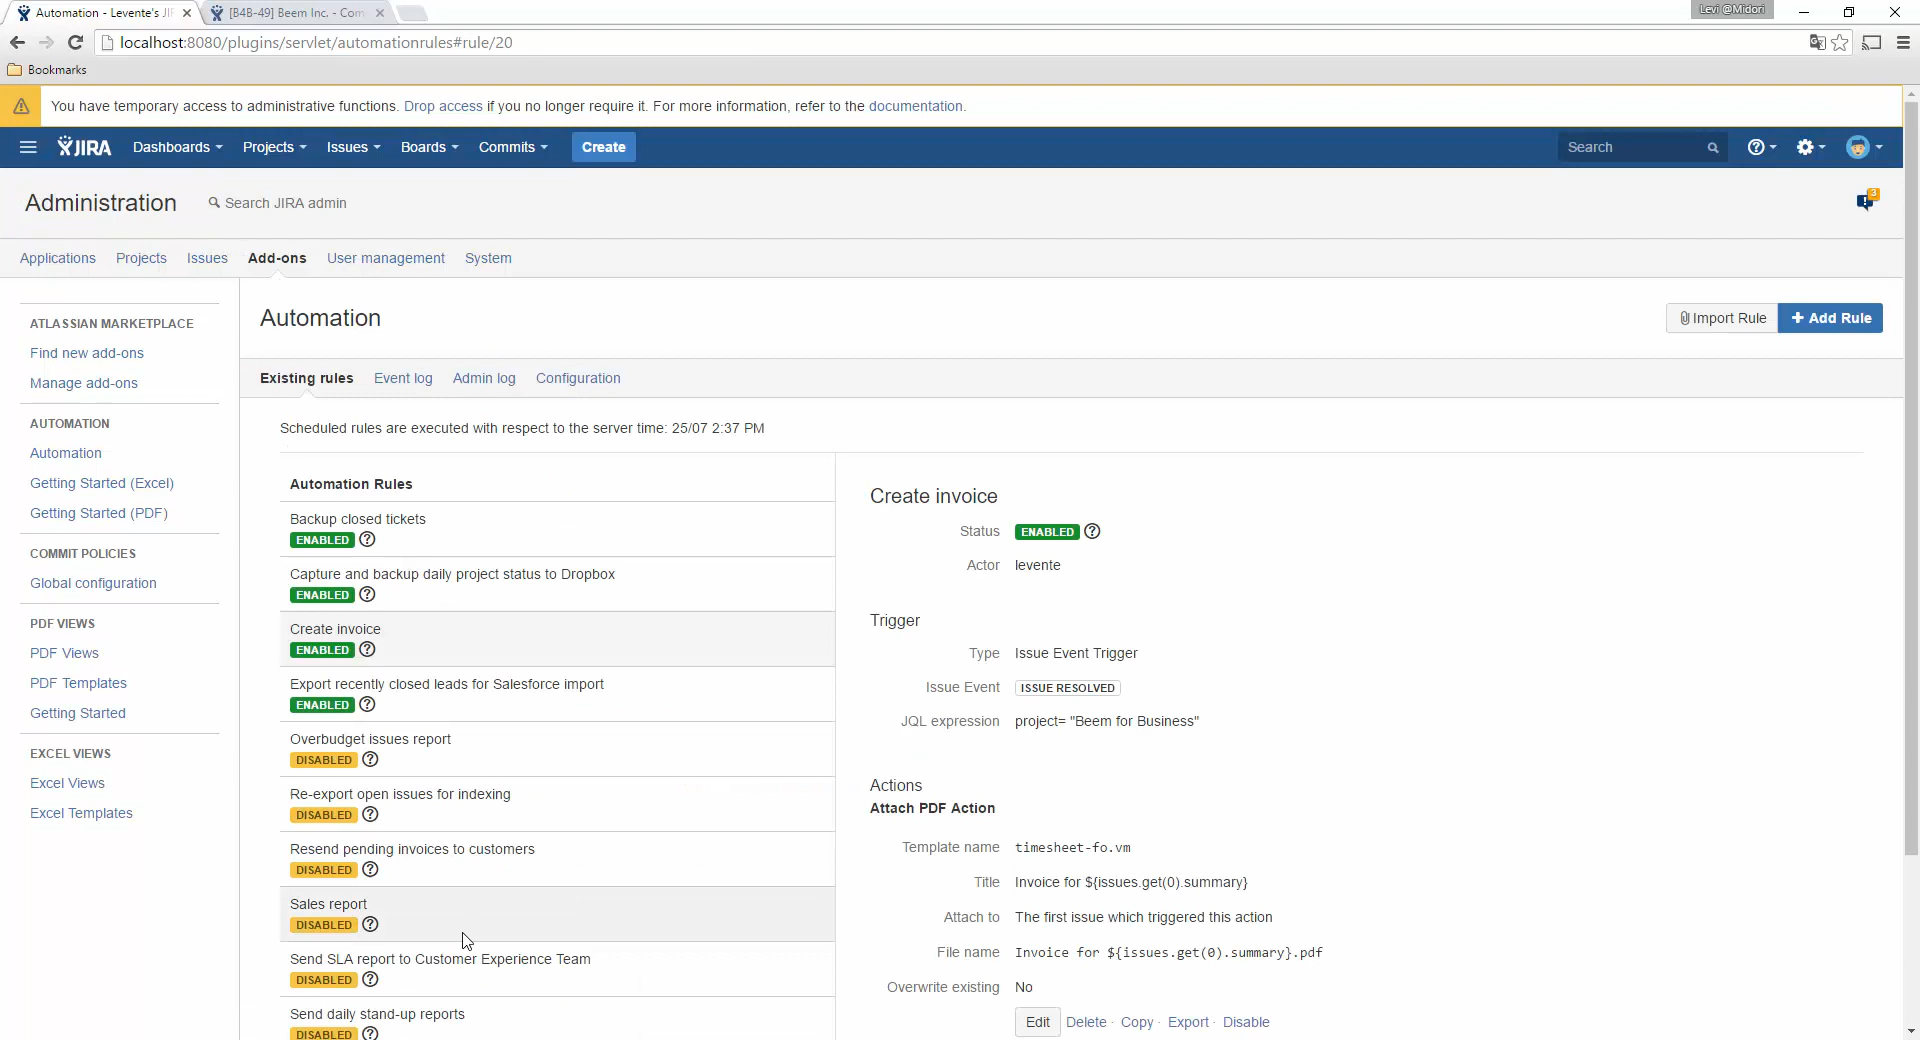 Automation - Levente's JI
[B4B-49] Beem Inc. - Com
Levi @Midori
localhost:8080/plugins/servlet/automationrules#rule/20
Bookmarks
You have temporary access to administrative functions. Drop access if you no longer require it. For more information, refer to the documentation.
JIRA Dashboards Projects Issues Boards Commits Create Search
Administration Search JIRA admin 3
Applications Projects Issues Add-ons User management System
ATLASSIAN MARKETPLACE
Find new add-ons
Manage add-ons
AUTOMATION
Automation
Getting Started (Excel)
Getting Started (PDF)
COMMIT POLICIES
Global configuration
PDF VIEWS
PDF Views
PDF Templates
Getting Started
EXCEL VIEWS
Excel Views
Excel Templates
Automation
Import Rule + Add Rule
Existing rules Event log Admin log Configuration
Scheduled rules are executed with respect to the server time: 25/07 2:37 PM
Automation Rules
Backup closed tickets
ENABLED ?
Capture and backup daily project status to Dropbox
ENABLED ?
Create invoice
ENABLED ?
Export recently closed leads for Salesforce import
ENABLED ?
Overbudget issues report
DISABLED ?
Re-export open issues for indexing
DISABLED ?
Resend pending invoices to customers
DISABLED ?
Sales report
DISABLED ?
Send SLA report to Customer Experience Team
DISABLED ?
Send daily stand-up reports
DISABLED ?
Create invoice
Status ENABLED ?
Actor levente
Trigger
Type Issue Event Trigger
Issue Event ISSUE RESOLVED
JQL expression project= "Beem for Business"
Actions
Attach PDF Action
Template name timesheet-fo.vm
Title Invoice for ${issues.get(0).summary}
Attach to The first issue which triggered this action
File name Invoice for ${issues.get(0).summary}.pdf
Overwrite existing No
Edit Delete · Copy · Export · Disable